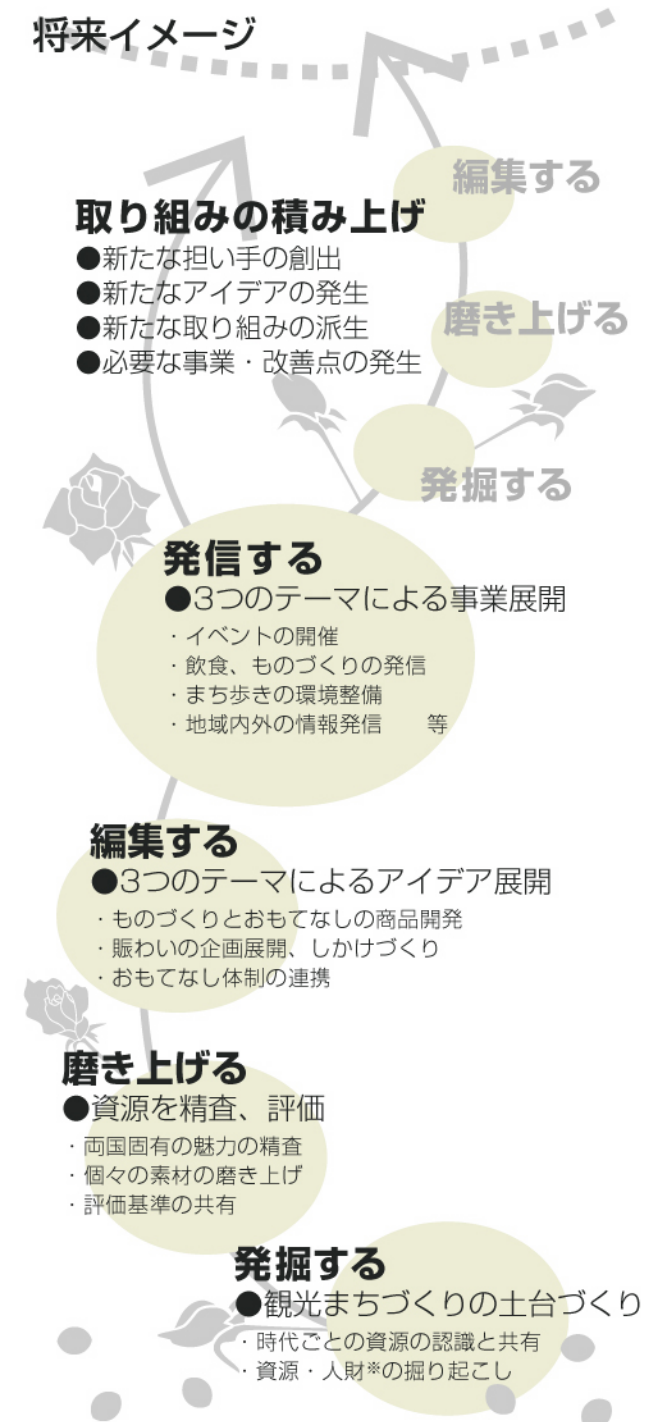 将来イメージ
編集する
取り組みの積み上げ
●新たな担い手の創出
●新たなアイデアの発生
●新たな取り組みの派生
●必要な事業・改善点の発生
磨き上げる
発掘する
発信する
●3つのテーマによる事業展開
・イベントの開催
・飲食、ものづくりの発信
・まち歩きの環境整備
・地域内外の情報発信　等
編集する
●3つのテーマによるアイデア展開
・ものづくりとおもてなしの商品開発
・賑わいの企画展開、しかけづくり
・おもてなし体制の連携
磨き上げる
●資源を精査、評価
・両国固有の魅力の精査
・個々の素材の磨き上げ
・評価基準の共有
発掘する
●観光まちづくりの土台づくり
・時代ごとの資源の認識と共有
・資源・人財※の掘り起こし